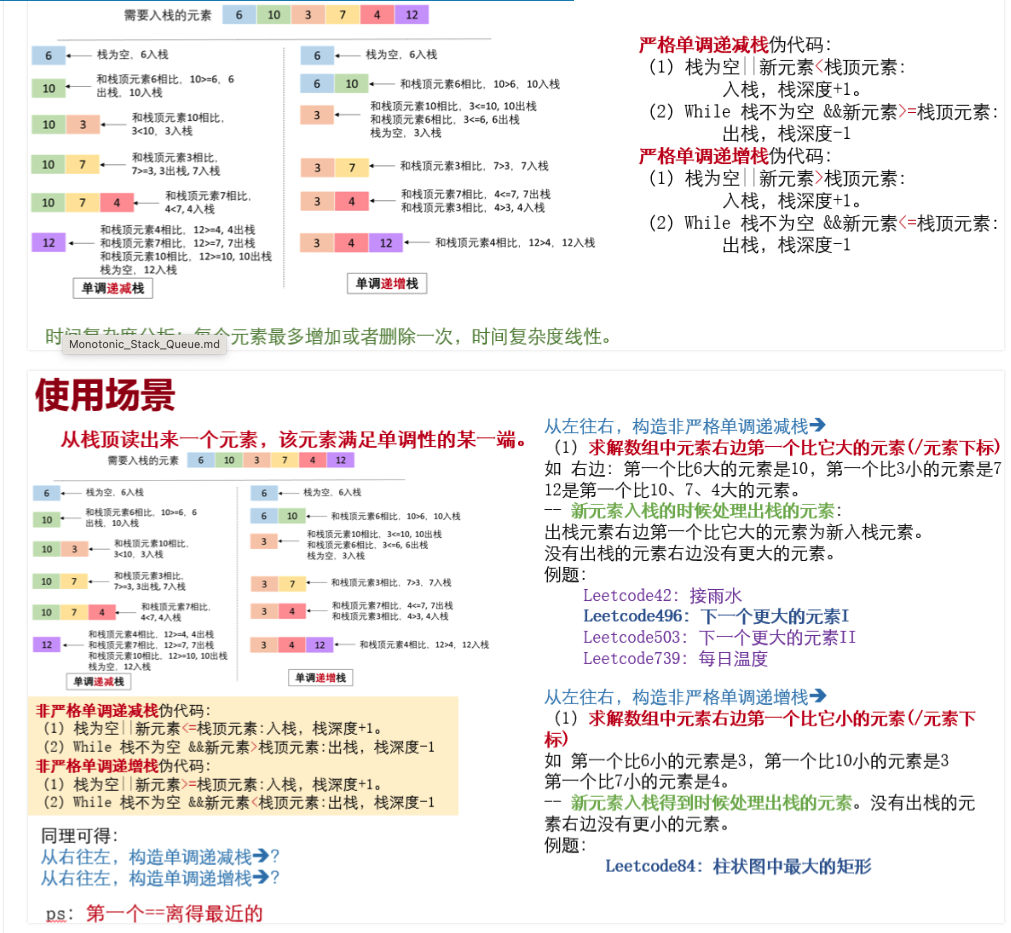 需要入栈的元素 6 10 3 7 4 12
6 栈为空，6入栈
10 和栈顶元素6相比，10>=6，6
出栈，10入栈
10 3 和栈顶元素10相比，
3<10，3入栈
10 7 和栈顶元素3相比，
7>=3, 3出栈, 7入栈
10 7 4 和栈顶元素7相比，
4<7, 4入栈
12 和栈顶元素4相比，12>=4, 4出栈
和栈顶元素7相比，12>=7, 7出栈
和栈顶元素10相比，12>=10, 10出栈
栈为空，12入栈
单调递减栈
6 栈为空，6入栈
6 10 和栈顶元素6相比，10>6，10入栈
3 和栈顶元素10相比，3<=10, 10出栈
和栈顶元素6相比，3<=6, 6出栈
栈为空，3入栈
3 7 和栈顶元素3相比，7>3，7入栈
3 4 和栈顶元素7相比，4<=7, 7出栈
和栈顶元素3相比，4>3, 4入栈
3 4 12 和栈顶元素4相比，12>4，12入栈
单调递增栈
严格单调递减栈伪代码：
（1）栈为空||新元素<栈顶元素：
入栈，栈深度+1。
（2）While 栈不为空 &&新元素>=栈顶元素：
出栈，栈深度-1
严格单调递增栈伪代码：
（1）栈为空||新元素>栈顶元素：
入栈，栈深度+1。
（2）While 栈不为空 &&新元素<=栈顶元素：
出栈，栈深度-1
时间复杂度分析：每个元素最多增加或者删除一次，时间复杂度线性。
Monotonic_Stack_Queue.md
使用场景
从栈顶读出来一个元素，该元素满足单调性的某一端。
需要入栈的元素 6 10 3 7 4 12
6 栈为空，6入栈
10 和栈顶元素6相比，10>=6，6
出栈，10入栈
10 3 和栈顶元素10相比，
3<10，3入栈
10 7 和栈顶元素3相比，
7>=3, 3出栈, 7入栈
10 7 4 和栈顶元素7相比，
4<7, 4入栈
12 和栈顶元素4相比，12>=4, 4出栈
和栈顶元素7相比，12>=7, 7出栈
和栈顶元素10相比，12>=10, 10出栈
栈为空，12入栈
单调递减栈
6 栈为空，6入栈
6 10 和栈顶元素6相比，10>6，10入栈
3 和栈顶元素10相比，3<=10, 10出栈
和栈顶元素6相比，3<=6, 6出栈
栈为空，3入栈
3 7 和栈顶元素3相比，7>3，7入栈
3 4 和栈顶元素7相比，4<=7, 7出栈
和栈顶元素3相比，4>3, 4入栈
3 4 12 和栈顶元素4相比，12>4，12入栈
单调递增栈
非严格单调递减栈伪代码：
（1）栈为空||新元素<=栈顶元素:入栈，栈深度+1。
（2）While 栈不为空 &&新元素>栈顶元素:出栈，栈深度-1
非严格单调递增栈伪代码：
（1）栈为空||新元素>=栈顶元素:入栈，栈深度+1。
（2）While 栈不为空 &&新元素<栈顶元素:出栈，栈深度-1
同理可得：
从右往左，构造单调递减栈→？
从右往左，构造单调递增栈→？
ps：第一个==离得最近的
从左往右，构造非严格单调递减栈→
（1）求解数组中元素右边第一个比它大的元素(/元素下标)
如 右边：第一个比6大的元素是10，第一个比3小的元素是7
12是第一个比10、7、4大的元素。
-- 新元素入栈的时候处理出栈的元素：
出栈元素右边第一个比它大的元素为新入栈元素。
没有出栈的元素右边没有更大的元素。
例题：
Leetcode42：接雨水
Leetcode496：下一个更大的元素I
Leetcode503：下一个更大的元素II
Leetcode739：每日温度
从左往右，构造非严格单调递增栈→
（1）求解数组中元素右边第一个比它小的元素(/元素下
标)
如 第一个比6小的元素是3，第一个比10小的元素是3
第一个比7小的元素是4。
-- 新元素入栈得到时候处理出栈的元素。没有出栈的元
素右边没有更小的元素。
例题：
Leetcode84：柱状图中最大的矩形